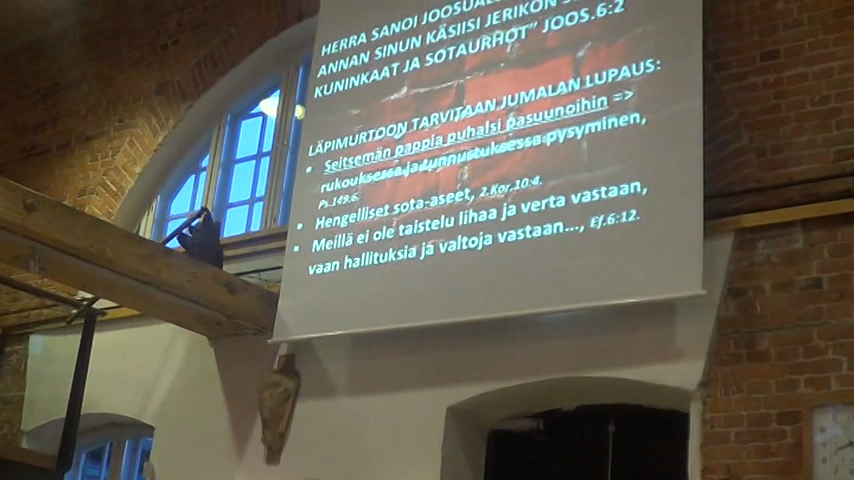 HERRA SANOI JOOSUAL
ANNAN SINUN KÄSIISI JERIKON S
KUNINKAAT ja SOTAURHOT" JOOS.6:2
LÄPIMURTOON TARVITAAN JUMALAN LUPAUS:
• Seitsemän pappia puhalsi pasuunoihin =>
rukouksessa ja tunnustuksessa pysyminen,
Ps.149:6
• Hengelliset sota-aseet, 2.Kor.10:4.
• Meillä ei ole taistelu lihaa ja verta vastaan,
vaan hallituksia ja valtoja vastaan..., Ef.6:12.